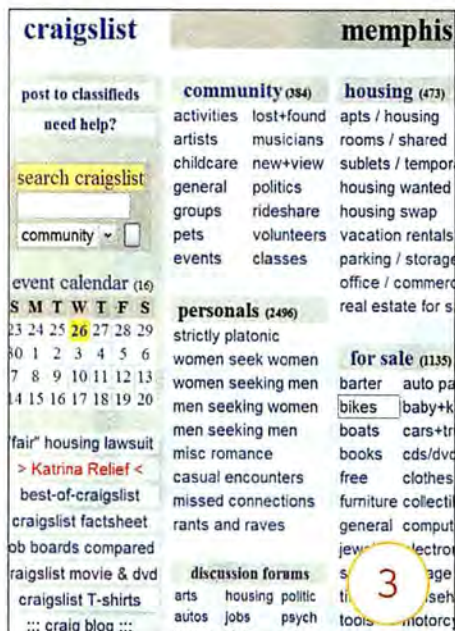 craigslist
memphis
post to classifieds
need help?
search craigslist
community
event calendar (16)
S M T W T F S
23 24 25 26 27 28 29
30 1 2 3 4 5 6
7 8 9 10 11 12 13
14 15 16 17 18 19 20
"fair" housing lawsuit
> Katrina Relief <
best-of-craigslist
craigslist factsheet
job boards compared
craigslist movie & dvd
craigslist T-shirts
::: craig blog :::
community (384)
activities lost+found
artists musicians
childcare new+view
general politics
groups rideshare
pets volunteers
events classes
personals (2496)
strictly platonic
women seek women
women seeking men
men seeking women
men seeking men
misc romance
casual encounters
missed connections
rants and raves
discussion forums
arts housing politic
autos jobs psych
housing (473)
apts / housing
rooms / shared
sublets / tempora
housing wanted
housing swap
vacation rentals
parking / storage
office / commerc
real estate for s
for sale (1135)
barter auto pa
bikes baby+k
boats cars+tr
books cds/dvd
free clothes
furniture collectil
general comput
tools motorcy
3